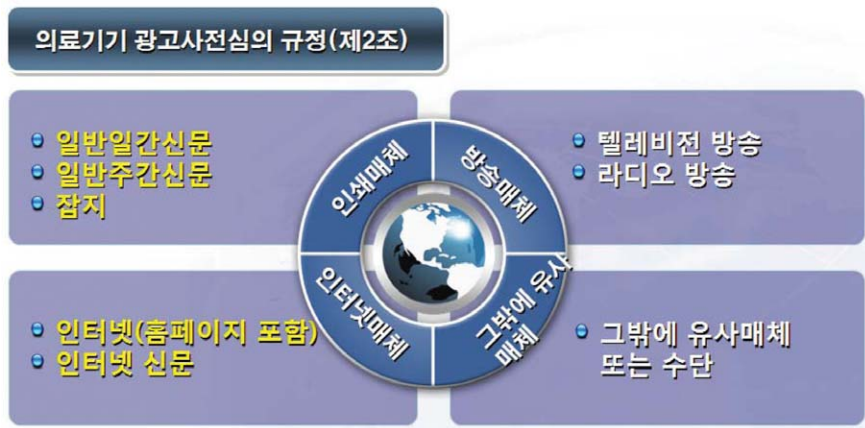 의료기기 광고사전심의 규정(제2조)
일반일간신문
일반주간신문
잡지
인쇄매체
방송매체
텔레비전 방송
라디오 방송
인터넷(홈페이지 포함)
인터넷 신문
인터넷매체
그밖에 유사
매체
그밖에 유사매체
또는 수단